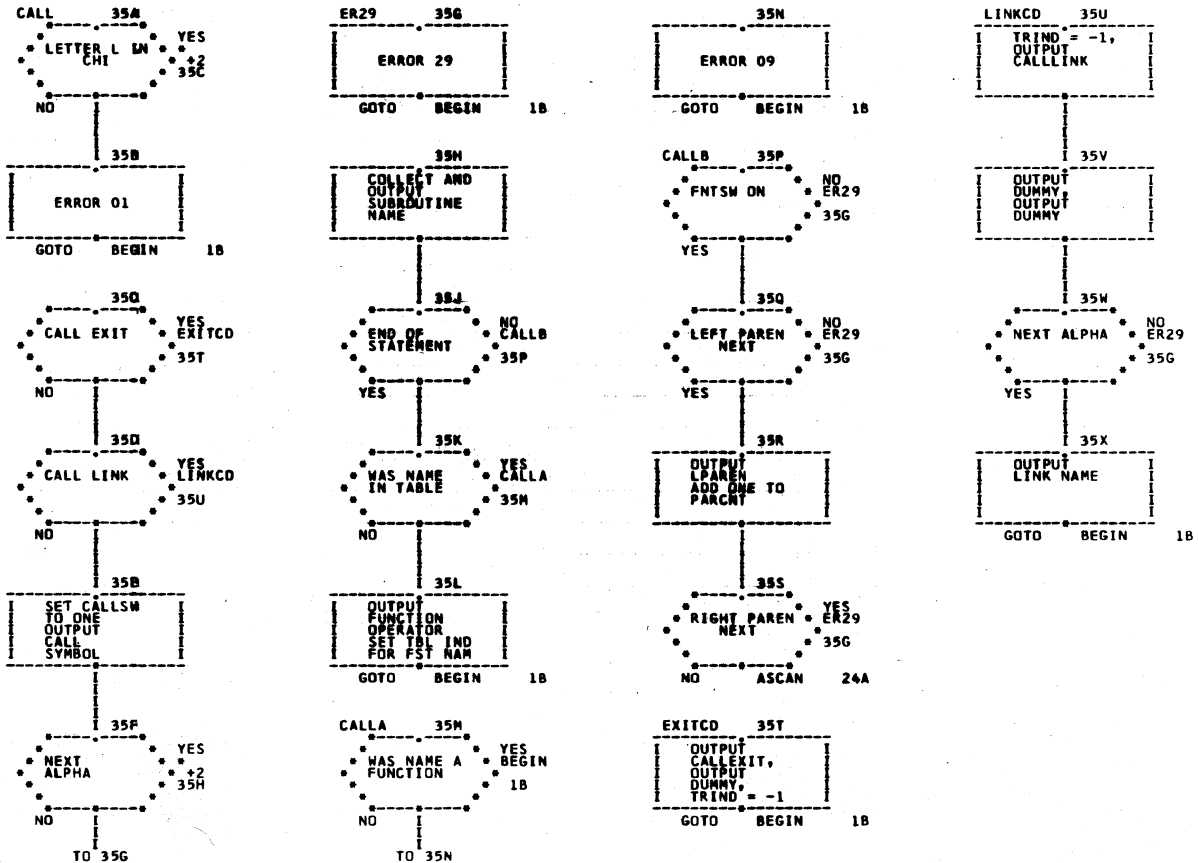 CALL 35A
LETTER L IN
CHI
YES
+2
35C
NO
35B
ERROR 01
GOTO BEGIN 1B
35C
CALL EXIT
YES
EXITCD
35T
NO
35D
CALL LINK
YES
LINKCD
35U
NO
35E
SET CALLSW
TO ONE
OUTPUT
CALL
SYMBOL
35F
NEXT
ALPHA
YES
+2
35H
NO
TO 35G
ER29 35G
ERROR 29
GOTO BEGIN 1B
35H
COLLECT AND
OUTPUT
SUBROUTINE
NAME
35J
END OF
STATEMENT
NO
CALLB
35P
YES
35K
WAS NAME
IN TABLE
YES
CALLA
35M
NO
35L
OUTPUT
FUNCTION
OPERATOR
SET TBL IND
FOR FST NAM
GOTO BEGIN 1B
CALLA 35M
WAS NAME A
FUNCTION
YES
BEGIN
1B
NO
TO 35N
35N
ERROR 09
GOTO BEGIN 1B
CALLB 35P
FNTSW ON
NO
ER29
35G
YES
35Q
LEFT PAREN
NEXT
NO
ER29
35G
YES
35R
OUTPUT
LPAREN
ADD ONE TO
PARCNT
35S
RIGHT PAREN
NEXT
YES
ER29
35G
NO ASCAN 24A
EXITCD 35T
OUTPUT
CALLEXIT,
OUTPUT
DUMMY,
TRIND = -1
GOTO BEGIN 1B
LINKCD 35U
TRIND = -1,
OUTPUT
CALLLINK
35V
OUTPUT
DUMMY,
OUTPUT
DUMMY
35W
NEXT ALPHA
NO
ER29
35G
YES
35X
OUTPUT
LINK NAME
GOTO BEGIN 1B